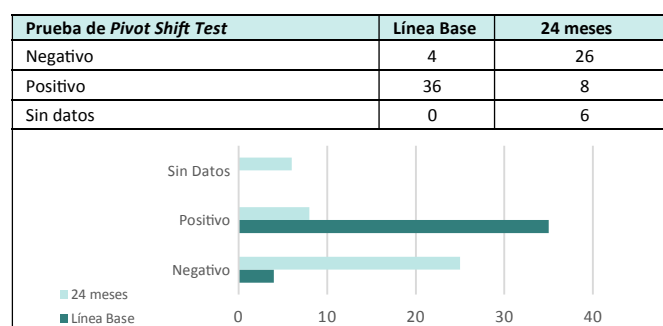 Prueba de Pivot Shift Test Línea Base 24 meses
Negativo 4 26
Positivo 36 8
Sin datos 0 6
Sin Datos
Positivo
Negativo
24 meses
Línea Base
0 10 20 30 40